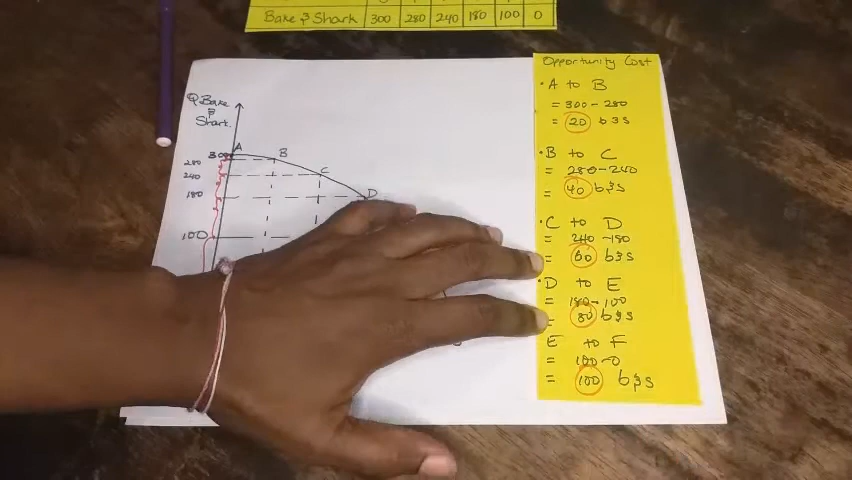 Bake & Shark 300 280 240 180 100 0
Opportunity Cost
• A to B
= 300 - 280
= 20 b&s
• B to C
= 280 - 240
= 40 b&s
• C to D
= 240 - 180
= 60 b&s
• D to E
= 180 - 100
= 80 b&s
E to F
= 100 - 0
= 100 b&s
Q Bake
&
Shark
300
280
240
180
100
A
B
C
D